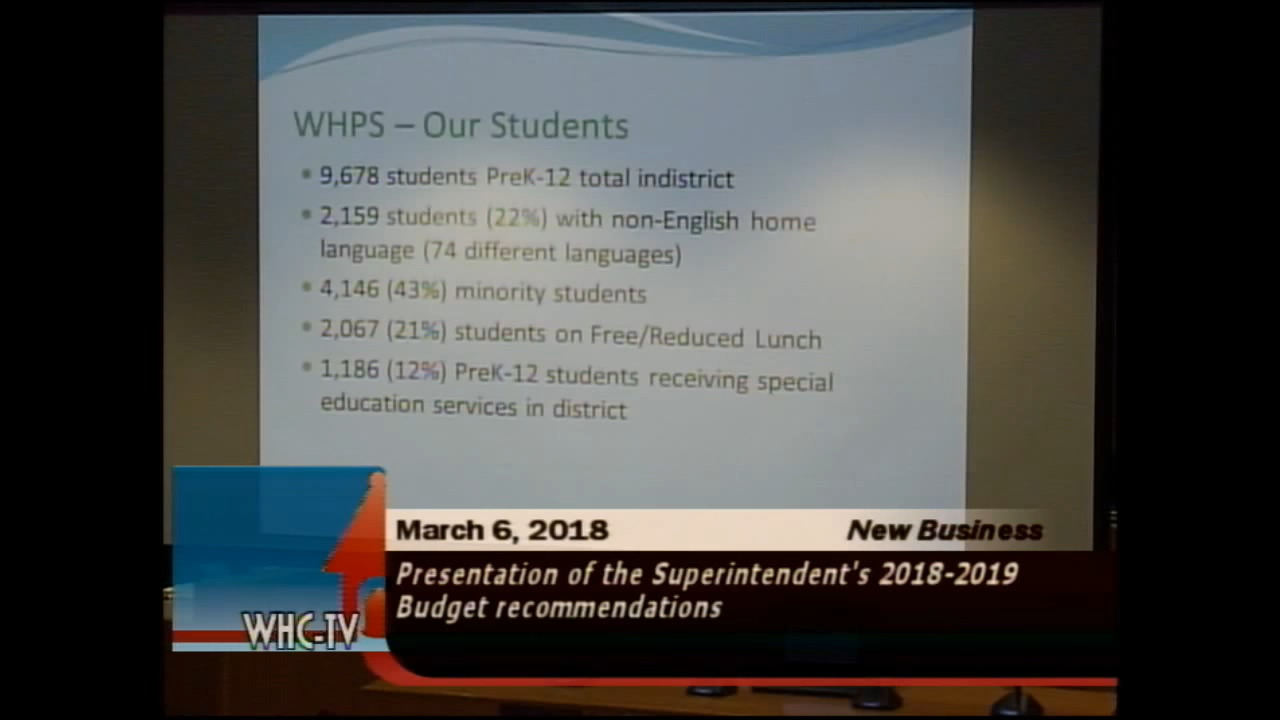 WHPS – Our Students
• 9,678 students PreK-12 total indistrict
• 2,159 students (22%) with non-English home
language (74 different languages)
• 4,146 (43%) minority students
• 2,067 (21%) students on Free/Reduced Lunch
• 1,186 (12%) PreK-12 students receiving special
education services in district
March 6, 2018 New Business
Presentation of the Superintendent's 2018-2019
Budget recommendations
WHC-TV